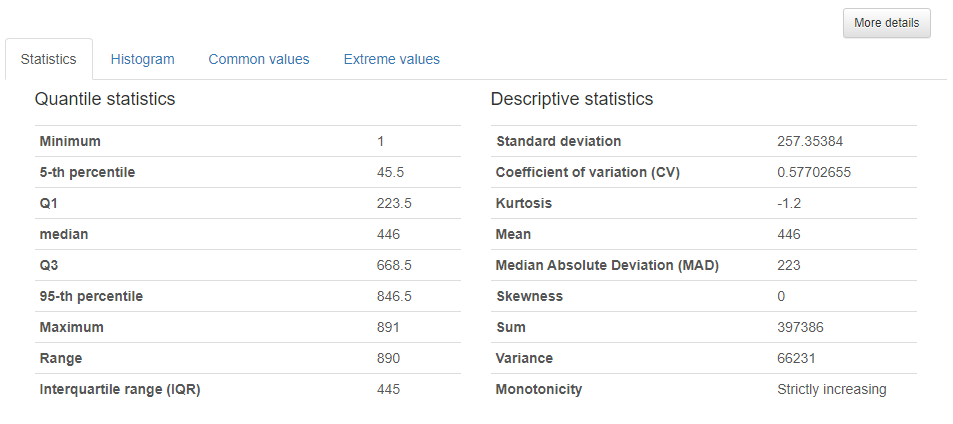 More details
Statistics Histogram Common values Extreme values
Quantile statistics
Minimum 1
5-th percentile 45.5
Q1 223.5
median 446
Q3 668.5
95-th percentile 846.5
Maximum 891
Range 890
Interquartile range (IQR) 445
Descriptive statistics
Standard deviation 257.35384
Coefficient of variation (CV) 0.57702655
Kurtosis -1.2
Mean 446
Median Absolute Deviation (MAD) 223
Skewness 0
Sum 397386
Variance 66231
Monotonicity Strictly increasing